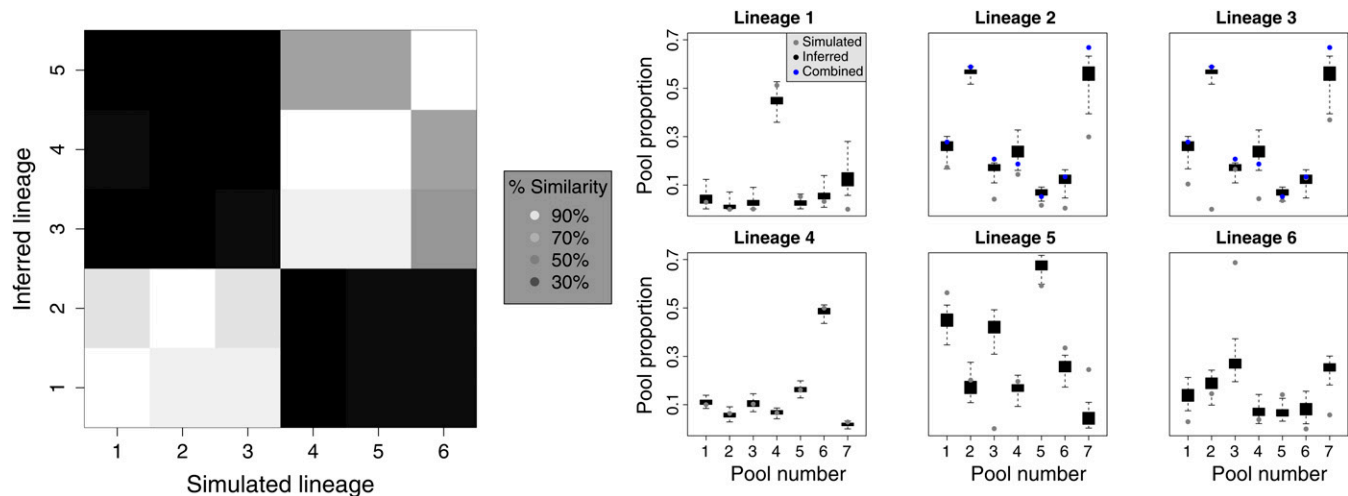 Inferred lineage
5
4
3
2
1
1 2 3 4 5 6
Simulated lineage
% Similarity
90%
70%
50%
30%
Lineage 1
Lineage 2
Lineage 3
Pool proportion
0.7
0.5
0.3
0.1
Simulated
Inferred
Combined
Lineage 4
Lineage 5
Lineage 6
Pool proportion
0.7
0.5
0.3
0.1
1 2 3 4 5 6 7
1 2 3 4 5 6 7
1 2 3 4 5 6 7
Pool number
Pool number
Pool number